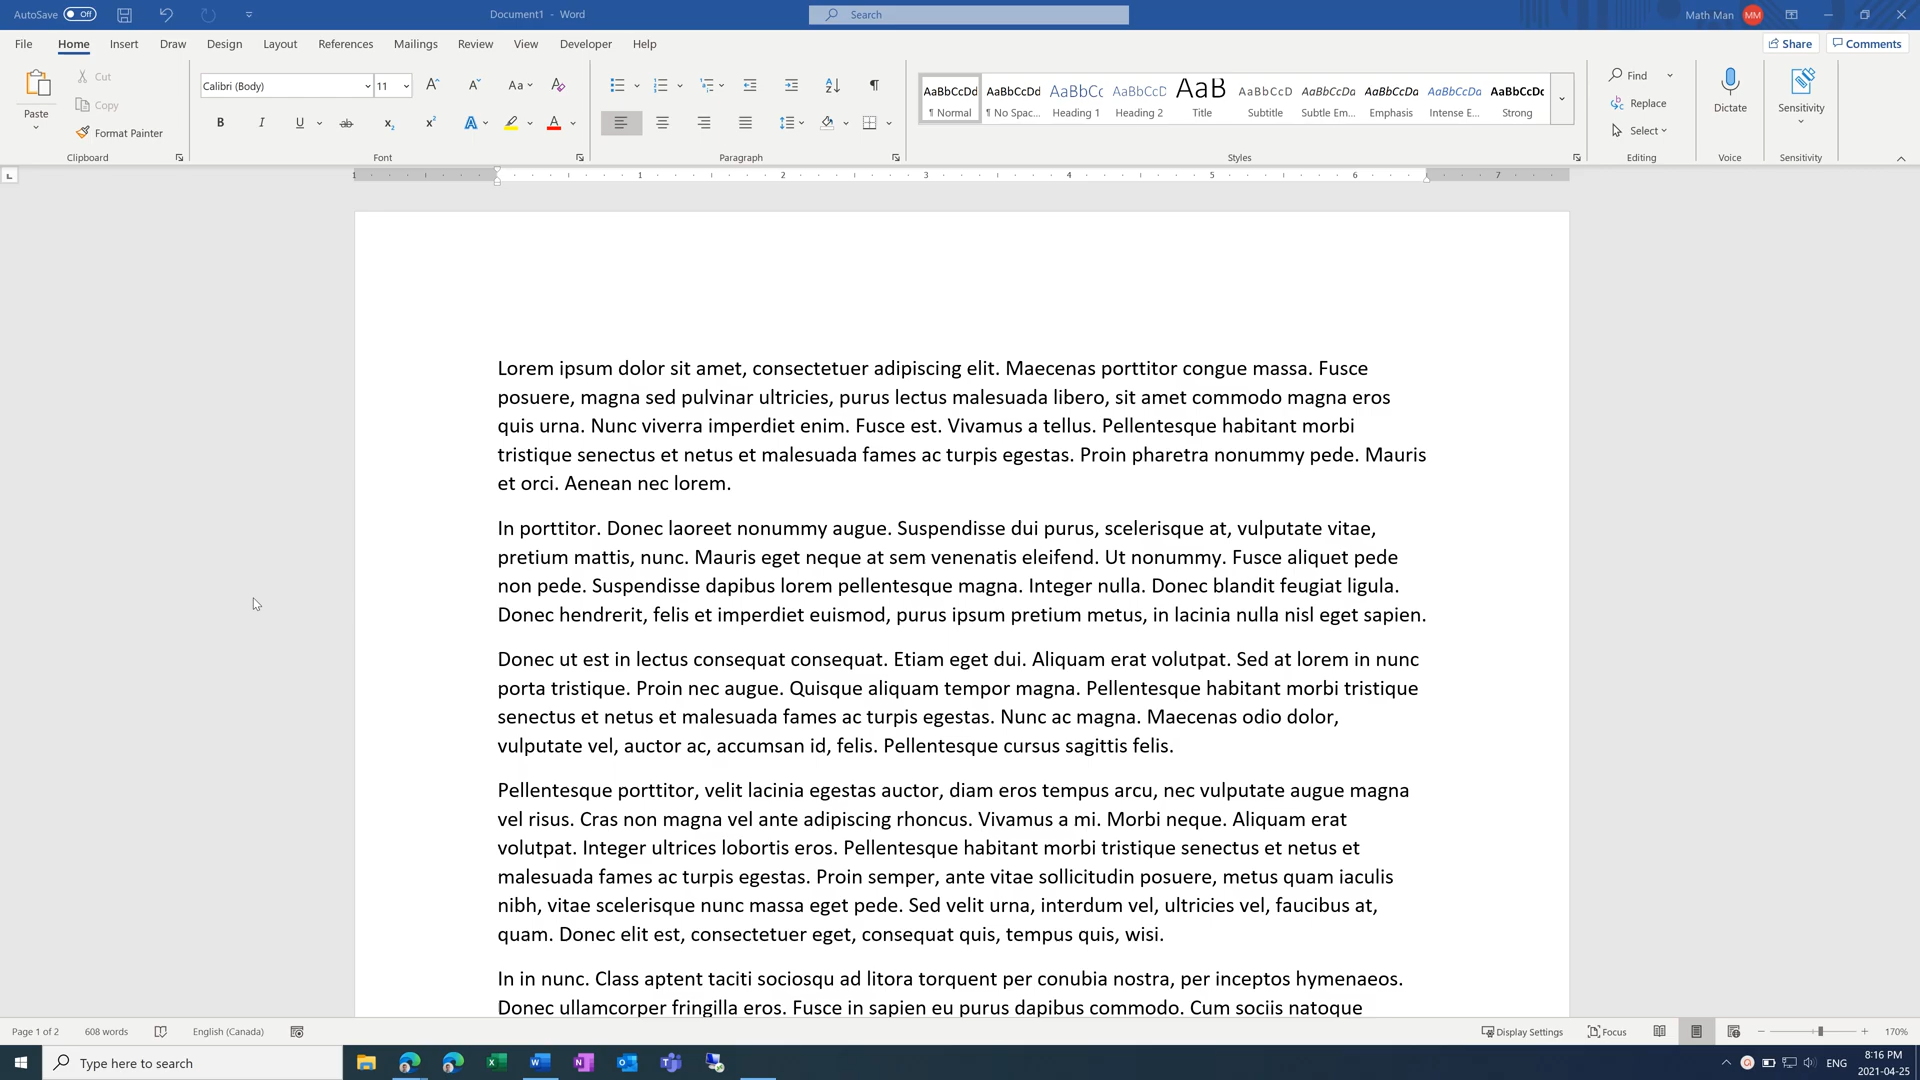 AutoSave Off Document1 - Word Search Math Man MM
File Home Insert Draw Design Layout References Mailings Review View Developer Help Share Comments
Paste Cut Copy Format Painter Clipboard
Calibri (Body) 11 Aa B I U ab x₂ x² A A Font
Paragraph
AaBbCcDd AaBbCcDd AaBbCc AaBbCcD AaB AaBbCcD AaBbCcDd AaBbCcDd AaBbCcDd AaBbCcDc
¶ Normal ¶ No Spac... Heading 1 Heading 2 Title Subtitle Subtle Em... Emphasis Intense E... Strong
Styles
Find Replace Select Editing
Dictate Voice
Sensitivity Sensitivity
1 1 2 3 4 5 6 7
Lorem ipsum dolor sit amet, consectetuer adipiscing elit. Maecenas porttitor congue massa. Fusce
posuere, magna sed pulvinar ultricies, purus lectus malesuada libero, sit amet commodo magna eros
quis urna. Nunc viverra imperdiet enim. Fusce est. Vivamus a tellus. Pellentesque habitant morbi
tristique senectus et netus et malesuada fames ac turpis egestas. Proin pharetra nonummy pede. Mauris
et orci. Aenean nec lorem.
In porttitor. Donec laoreet nonummy augue. Suspendisse dui purus, scelerisque at, vulputate vitae,
pretium mattis, nunc. Mauris eget neque at sem venenatis eleifend. Ut nonummy. Fusce aliquet pede
non pede. Suspendisse dapibus lorem pellentesque magna. Integer nulla. Donec blandit feugiat ligula.
Donec hendrerit, felis et imperdiet euismod, purus ipsum pretium metus, in lacinia nulla nisl eget sapien.
Donec ut est in lectus consequat consequat. Etiam eget dui. Aliquam erat volutpat. Sed at lorem in nunc
porta tristique. Proin nec augue. Quisque aliquam tempor magna. Pellentesque habitant morbi tristique
senectus et netus et malesuada fames ac turpis egestas. Nunc ac magna. Maecenas odio dolor,
vulputate vel, auctor ac, accumsan id, felis. Pellentesque cursus sagittis felis.
Pellentesque porttitor, velit lacinia egestas auctor, diam eros tempus arcu, nec vulputate augue magna
vel risus. Cras non magna vel ante adipiscing rhoncus. Vivamus a mi. Morbi neque. Aliquam erat
volutpat. Integer ultrices lobortis eros. Pellentesque habitant morbi tristique senectus et netus et
malesuada fames ac turpis egestas. Proin semper, ante vitae sollicitudin posuere, metus quam iaculis
nibh, vitae scelerisque nunc massa eget pede. Sed velit urna, interdum vel, ultricies vel, faucibus at,
quam. Donec elit est, consectetuer eget, consequat quis, tempus quis, wisi.
In in nunc. Class aptent taciti sociosqu ad litora torquent per conubia nostra, per inceptos hymenaeos.
Donec ullamcorper fringilla eros. Fusce in sapien eu purus dapibus commodo. Cum sociis natoque
Page 1 of 2 608 words English (Canada) Display Settings Focus 170%
Type here to search ENG 8:16 PM
2021-04-25